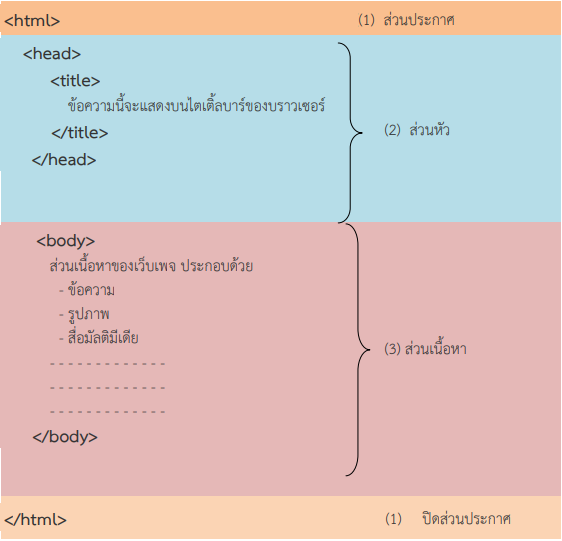 <html> (1) ส่วนประกาศ
<head>
<title>
ข้อความนี้จะแสดงบนไตเติ้ลบาร์ของบราวเซอร์
</title> (2) ส่วนหัว
</head>
<body>
ส่วนเนื้อหาของเว็บเพจ ประกอบด้วย
- ข้อความ
- รูปภาพ
- สื่อมัลติมีเดีย
(3) ส่วนเนื้อหา
- - - - - - - - - - - - -
- - - - - - - - - - - - -
- - - - - - - - - - - - -
</body>
</html> (1) ปิดส่วนประกาศ